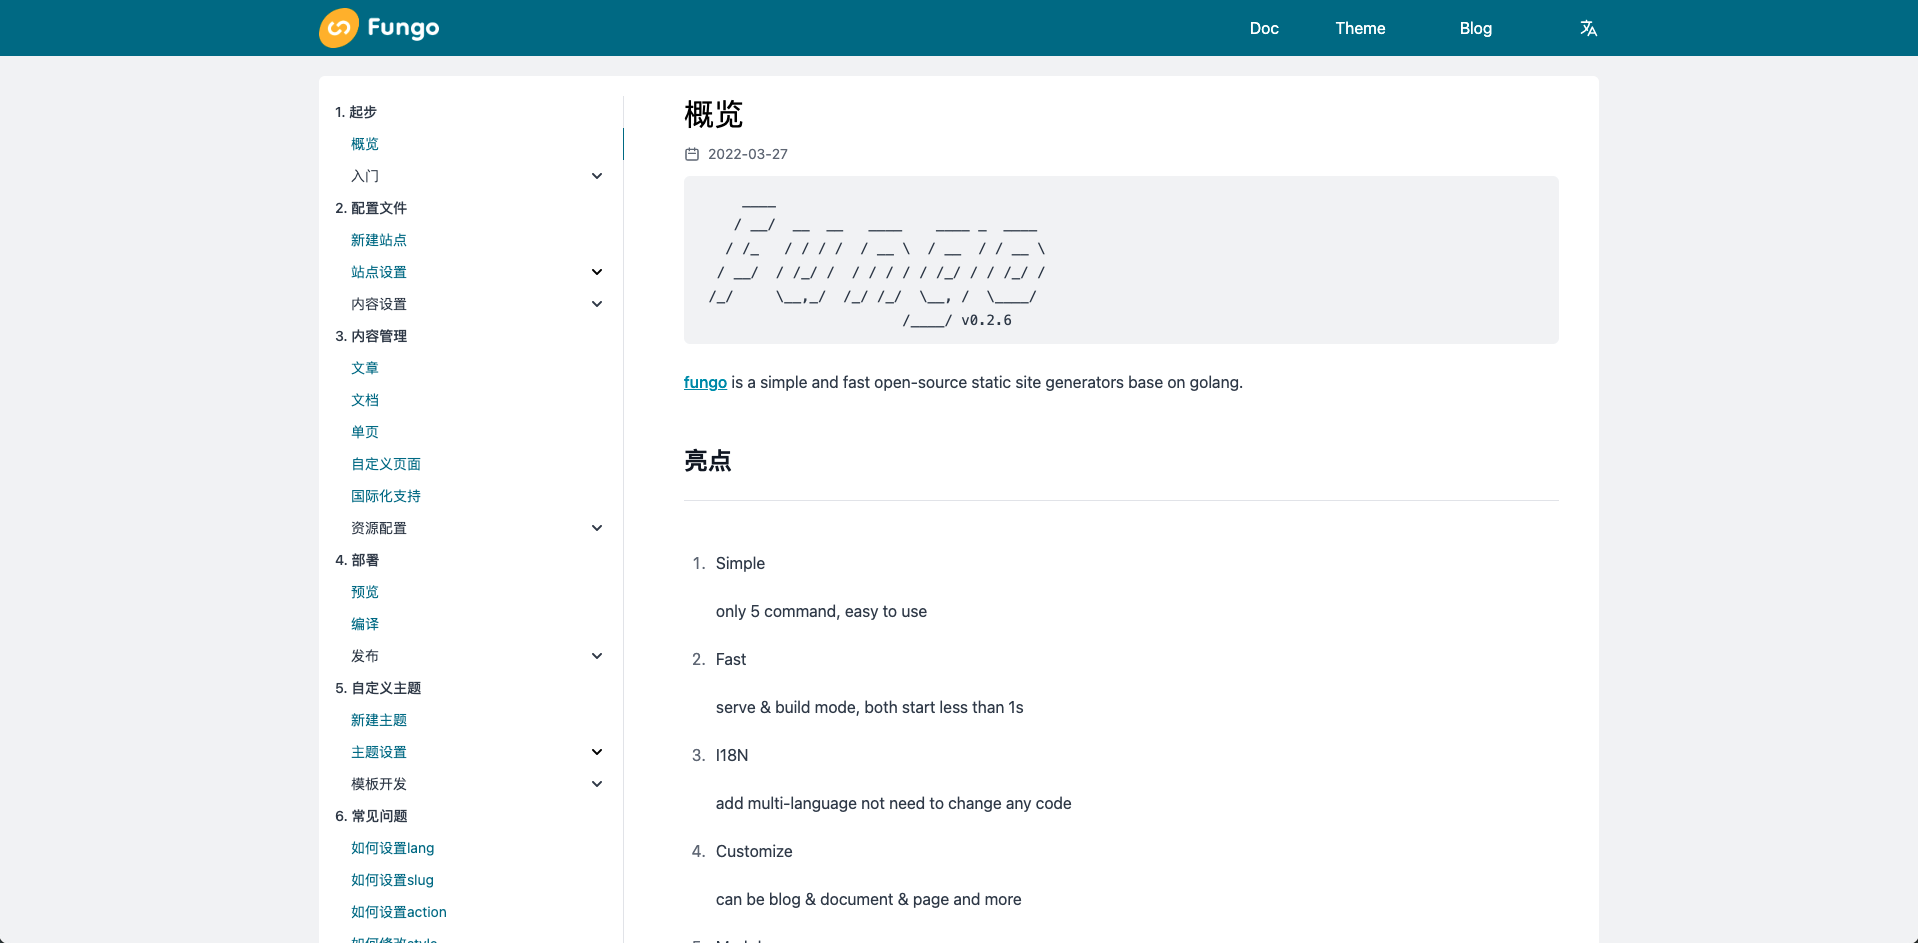 Fungo
Doc
Theme
Blog
1. 起步
概览
入门
2. 配置文件
新建站点
站点设置
内容设置
3. 内容管理
文章
文档
单页
自定义页面
国际化支持
资源配置
4. 部署
预览
编译
发布
5. 自定义主题
新建主题
主题设置
模板开发
6. 常见问题
如何设置lang
如何设置slug
如何设置action
概览
2022-03-27
    ____
   / __/  __  __   ____    ____ _  ____
  / /_   / / / /  / __ \  / __  / / __ \
 / __/  / /_/ /  / / / / / /_/ / / /_/ /
/_/     \__,_/  /_/ /_/  \__, /  \____/
                       /____/ v0.2.6
fungo is a simple and fast open-source static site generators base on golang.
亮点
1. Simple
only 5 command, easy to use
2. Fast
serve & build mode, both start less than 1s
3. I18N
add multi-language not need to change any code
4. Customize
can be blog & document & page and more